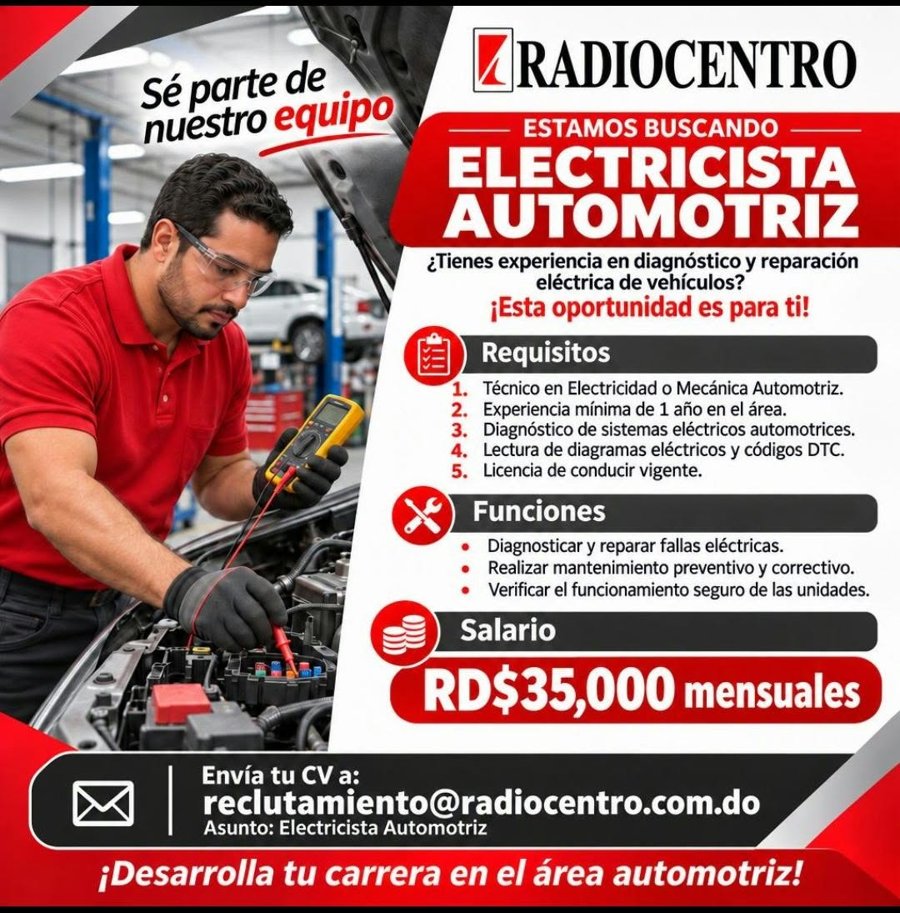 Sé parte de
nuestro equipo
RADIOCENTRO
ESTAMOS BUSCANDO
ELECTRICISTA
AUTOMOTRIZ
¿Tienes experiencia en diagnóstico y reparación
eléctrica de vehículos?
¡Esta oportunidad es para ti!
Requisitos
1. Técnico en Electricidad o Mecánica Automotriz.
2. Experiencia mínima de 1 año en el área.
3. Diagnóstico de sistemas eléctricos automotrices.
4. Lectura de diagramas eléctricos y códigos DTC.
5. Licencia de conducir vigente.
Funciones
• Diagnosticar y reparar fallas eléctricas.
• Realizar mantenimiento preventivo y correctivo.
• Verificar el funcionamiento seguro de las unidades.
Salario
RD$35,000 mensuales
Envía tu CV a:
reclutamiento@radiocentro.com.do
Asunto: Electricista Automotriz
¡Desarrolla tu carrera en el área automotriz!